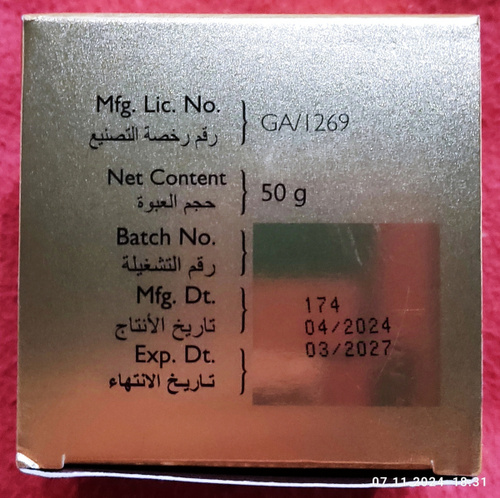 Mfg. Lic. No.
رقم رخصة التصنيع
GA/1269
Net Content
حجم العبوة
50 g
Batch No.
رقم التشغيلة
174
Mfg. Dt.
تاريخ الأنتاج
04/2024
Exp. Dt.
تاريخ الانتهاء
03/2027
07.11.2024 18:31